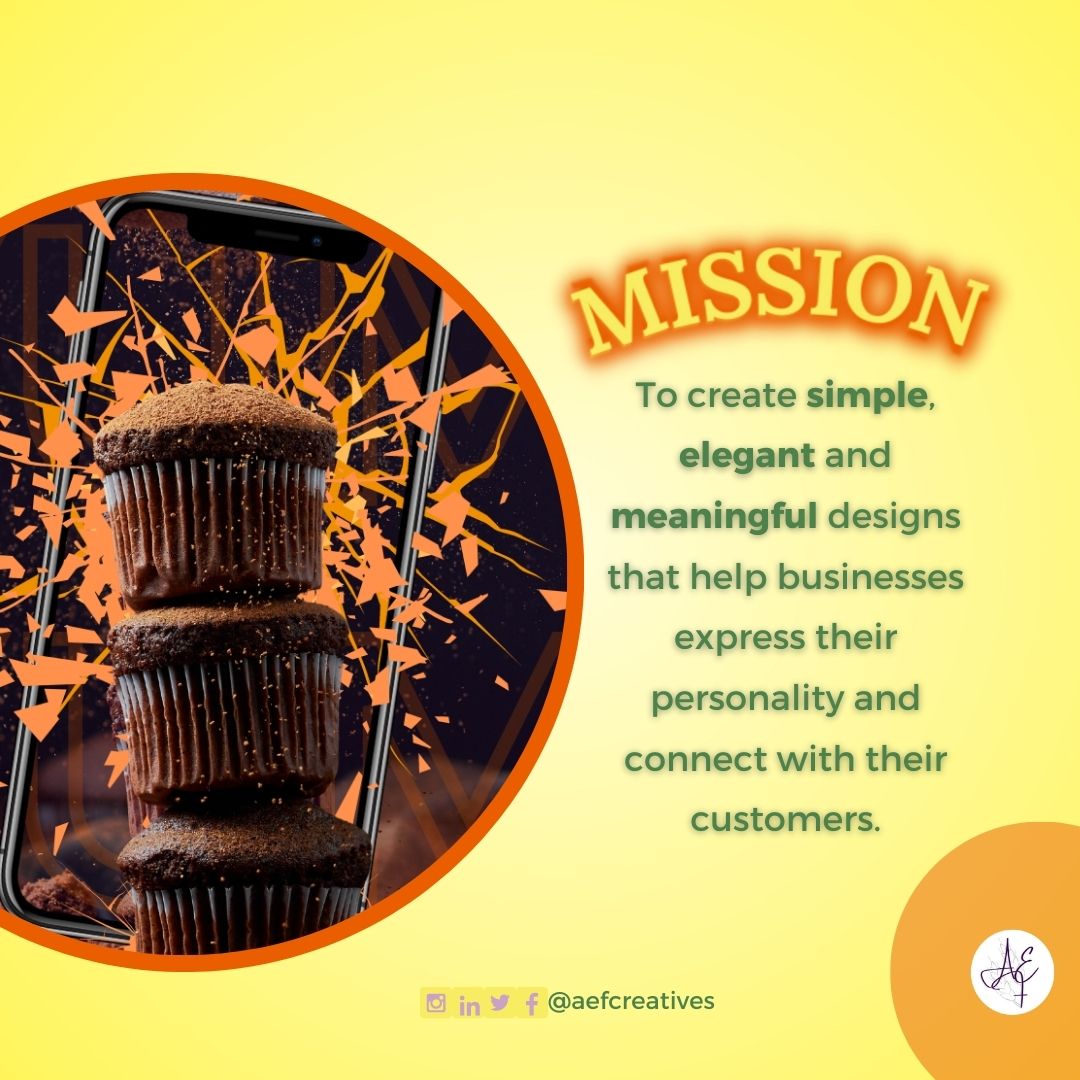 MISSION
To create simple,
elegant and
meaningful designs
that help businesses
express their
personality and
connect with their
customers.
@aefcreatives
AEF